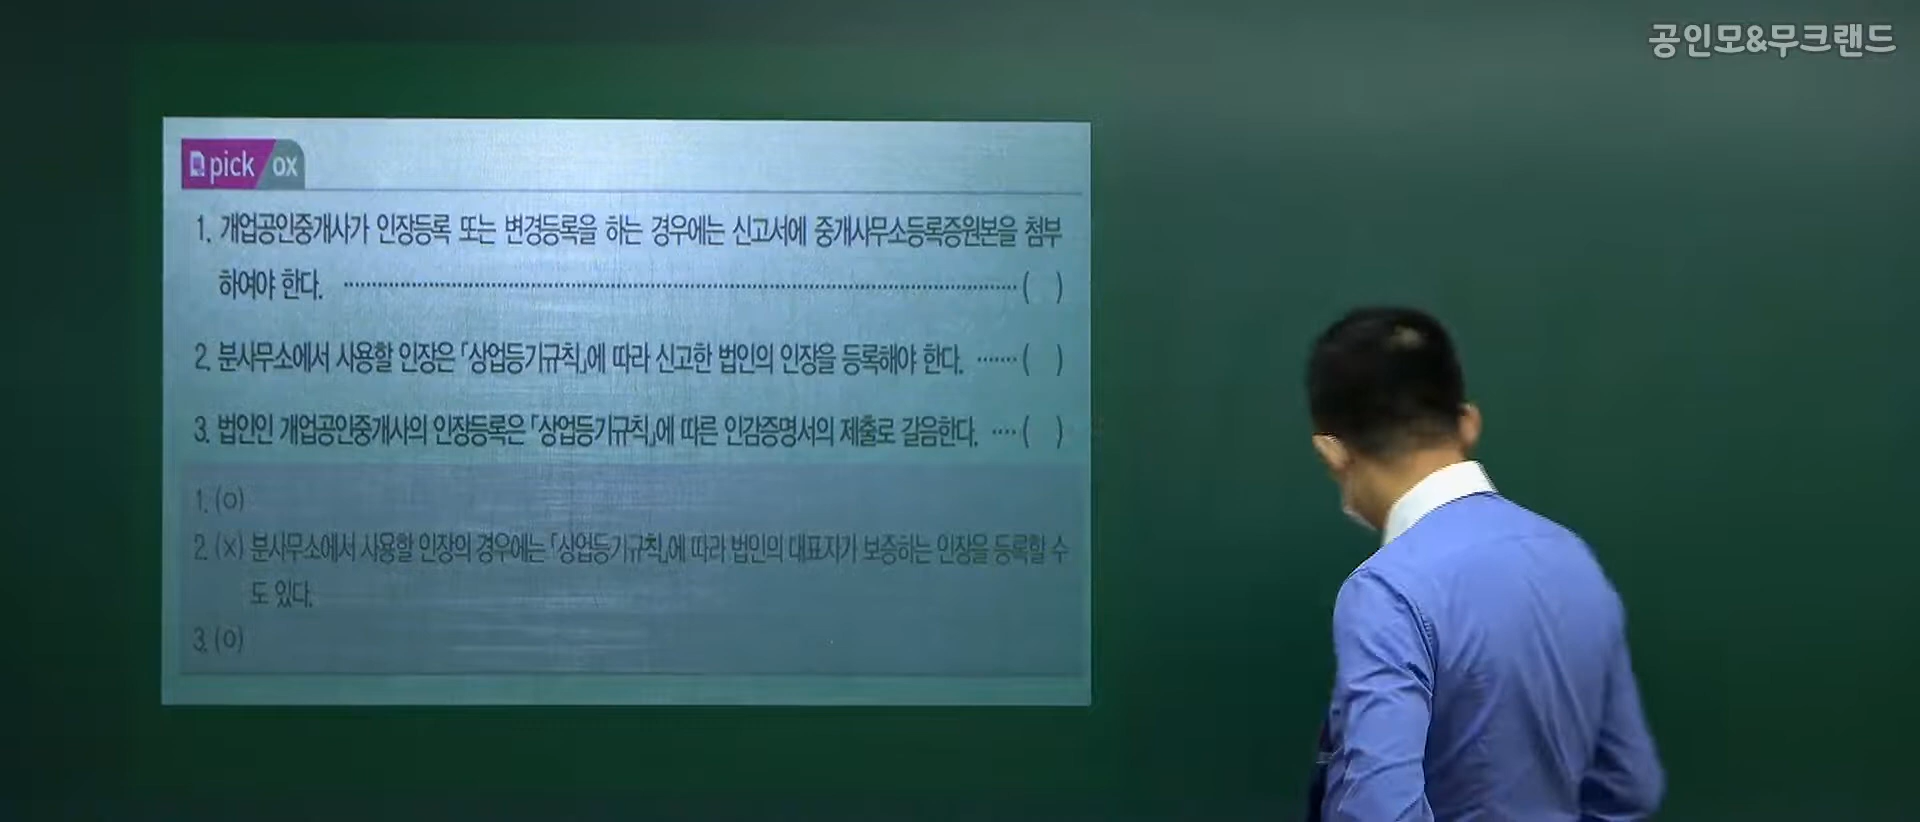 공인모&무크랜드
pick ox
1. 개업공인중개사가 인장등록 또는 변경등록을 하는 경우에는 신고서에 중개사무소등록증원본을 첨부
하여야 한다. ( )
2. 분사무소에서 사용할 인장은 「상업등기규칙」에 따라 신고한 법인의 인장을 등록해야 한다. ······· ( )
3. 법인인 개업공인중개사의 인장등록은 「상업등기규칙」에 따른 인감증명서의 제출로 갈음한다. ···· ( )
1. (o)
2. (x) 분사무소에서 사용할 인장의 경우에는 「상업등기규칙」에 따라 법인의 대표자가 보증하는 인장을 등록할 수
도 있다.
3. (o)